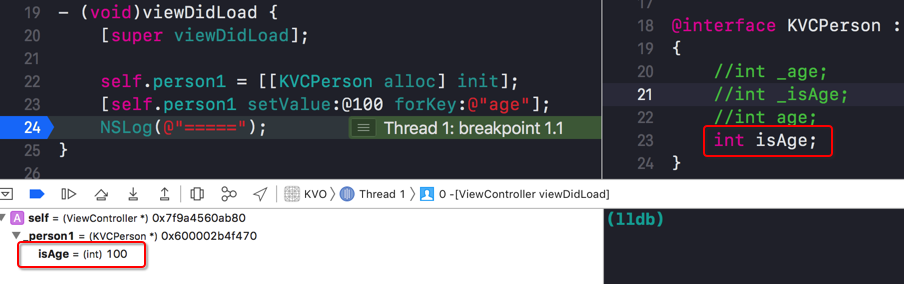 19 - (void)viewDidLoad {
20 [super viewDidLoad];
21
22 self.person1 = [[KVCPerson alloc] init];
23 [self.person1 setValue:@100 forKey:@"age"];
24 NSLog(@"====="); Thread 1: breakpoint 1.1
25 }
26
17
18 @interface KVCPerson :
19 {
20 //int _age;
21 //int _isAge;
22 //int age;
23 int isAge;
24 }
KVO Thread 1 0 -[ViewController viewDidLoad]
A self = (ViewController *) 0x7f9a4560ab80
_person1 = (KVCPerson *) 0x600002b4f470
isAge = (int) 100
(lldb)